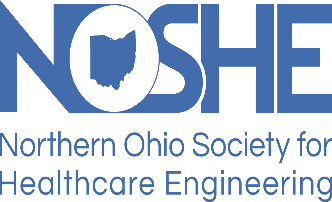 NOSHE
Northern Ohio Society for
Healthcare Engineering